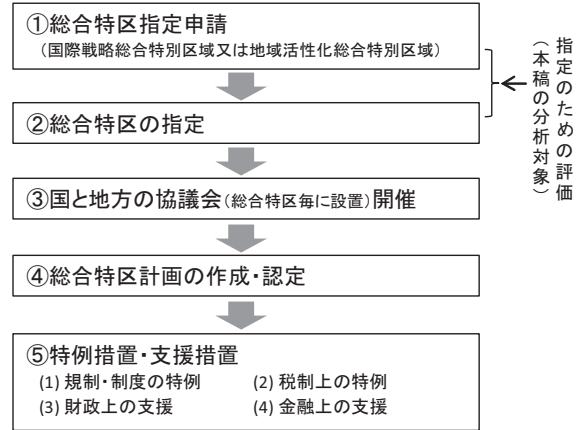 ①総合特区指定申請
（国際戦略総合特別区域又は地域活性化総合特別区域）
②総合特区の指定
③国と地方の協議会（総合特区毎に設置）開催
④総合特区計画の作成・認定
⑤特例措置・支援措置
(1) 規制・制度の特例 (2) 税制上の特例
(3) 財政上の支援 (4) 金融上の支援
指定のための評価
（本稿の分析対象）